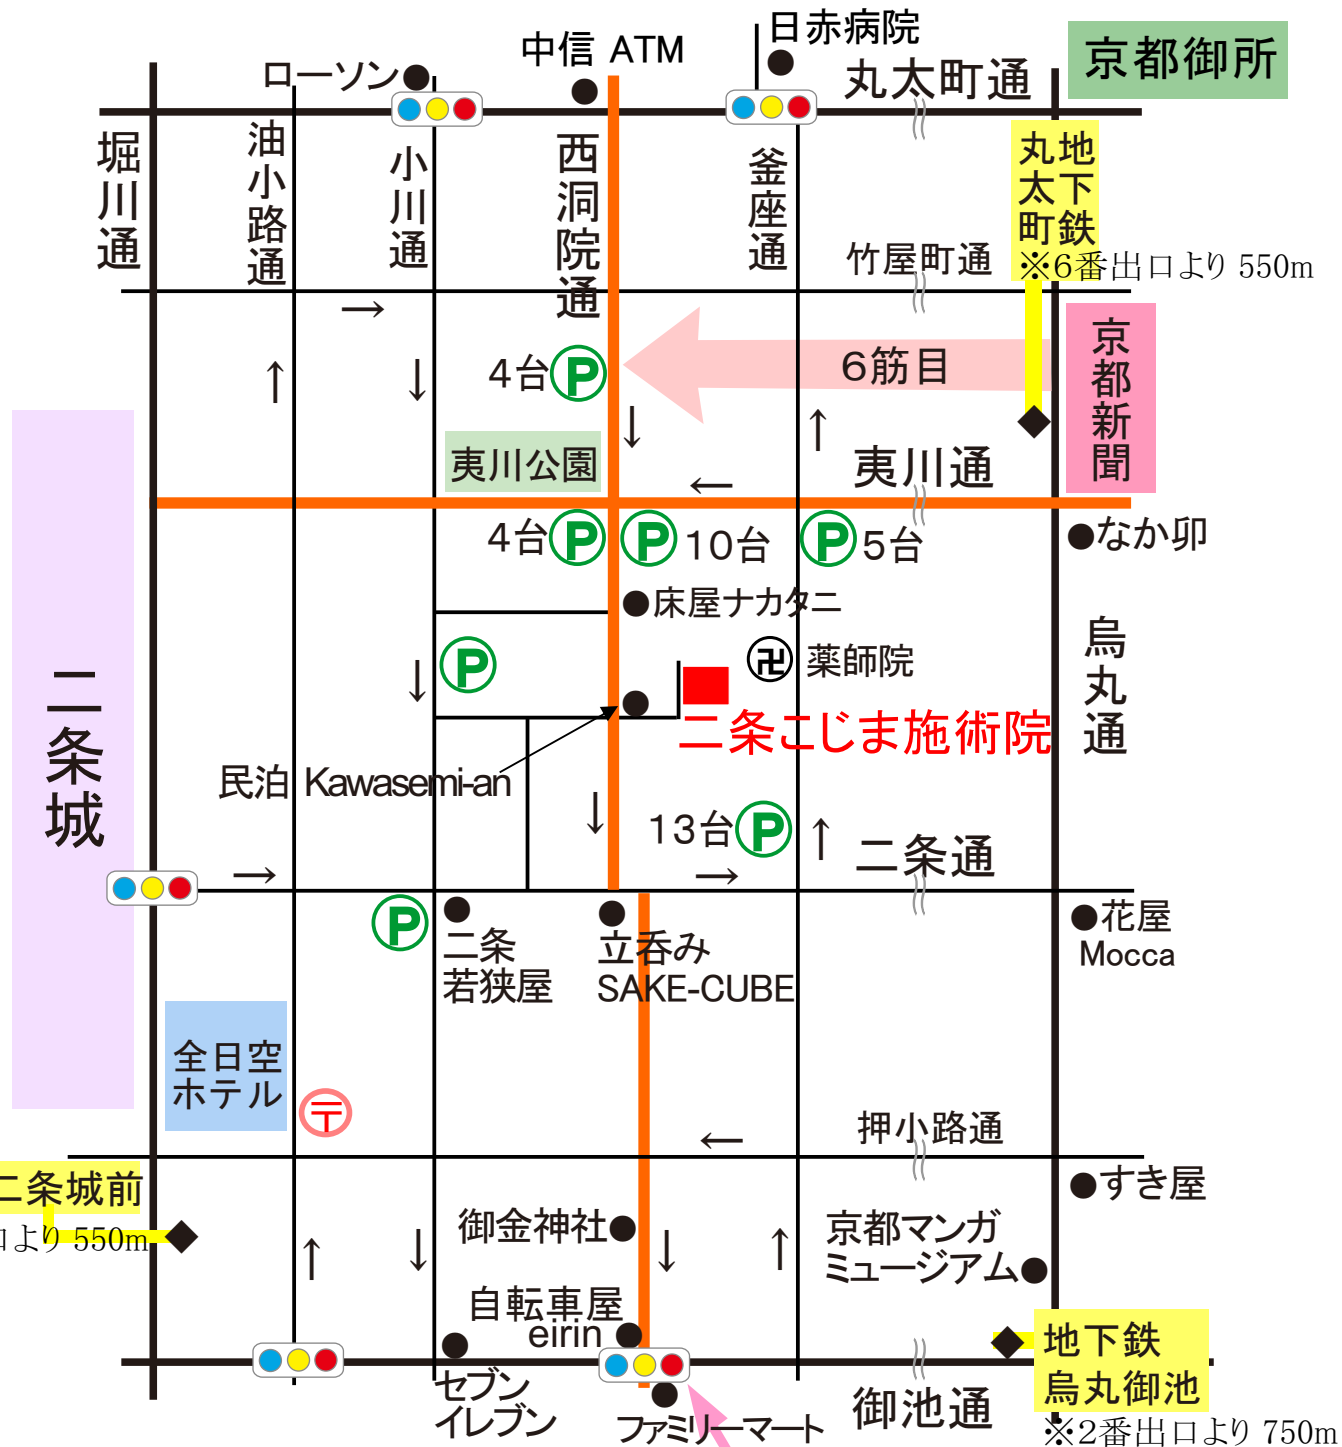 日赤病院
中信 ATM
京都御所
ローソン
丸太町通
堀川通
油小路通
小川通
西洞院通
釜座通
地下鉄
丸太町
※6番出口より 550m
竹屋町通
京都新聞
4台 P
6筋目
夷川公園
夷川通
4台 P
P 10台
P 5台
なか卯
床屋ナカタニ
烏丸通
P
卍 薬師院
二条城
二条こじま施術院
民泊 Kawasemi-an
13台 P
二条通
P
二条
若狭屋
立呑み
SAKE-CUBE
花屋
Mocca
全日空
ホテル
〒
押小路通
二条城前
口より 550m
すき屋
御金神社
京都マンガ
ミュージアム
自転車屋
eirin
地下鉄
烏丸御池
※2番出口より 750m
セブン
イレブン
ファミリーマート
御池通